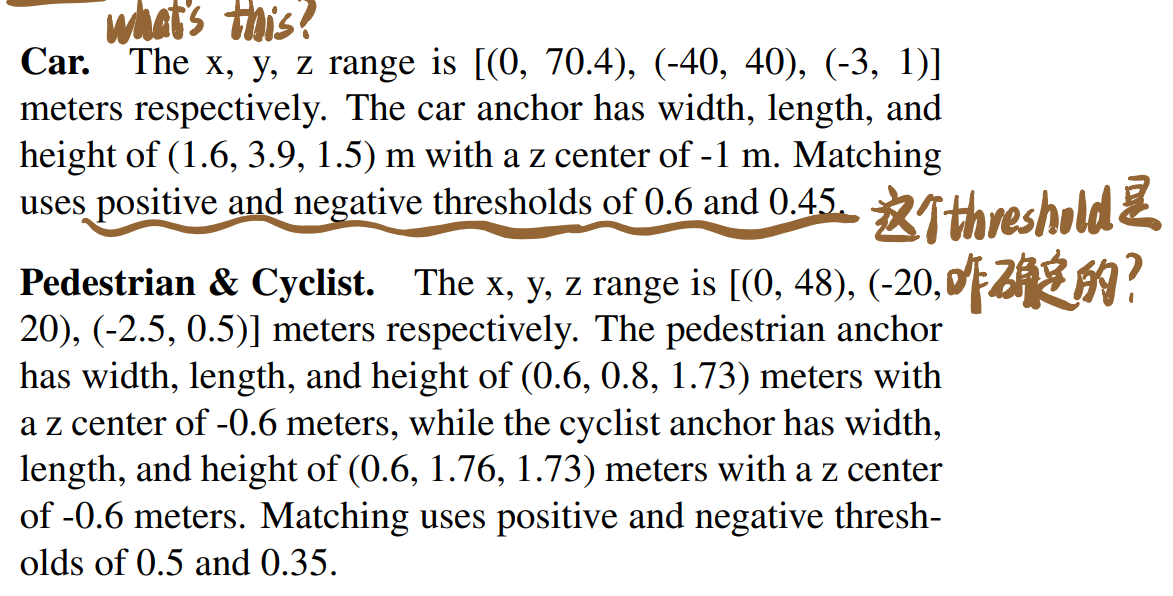 what's this?
Car. The x, y, z range is [(0, 70.4), (-40, 40), (-3, 1)]
meters respectively. The car anchor has width, length, and
height of (1.6, 3.9, 1.5) m with a z center of -1 m. Matching
uses positive and negative thresholds of 0.6 and 0.45.
这个threshold是
咋确定的?
Pedestrian & Cyclist. The x, y, z range is [(0, 48), (-20,
20), (-2.5, 0.5)] meters respectively. The pedestrian anchor
has width, length, and height of (0.6, 0.8, 1.73) meters with
a z center of -0.6 meters, while the cyclist anchor has width,
length, and height of (0.6, 1.76, 1.73) meters with a z center
of -0.6 meters. Matching uses positive and negative thresh-
olds of 0.5 and 0.35.